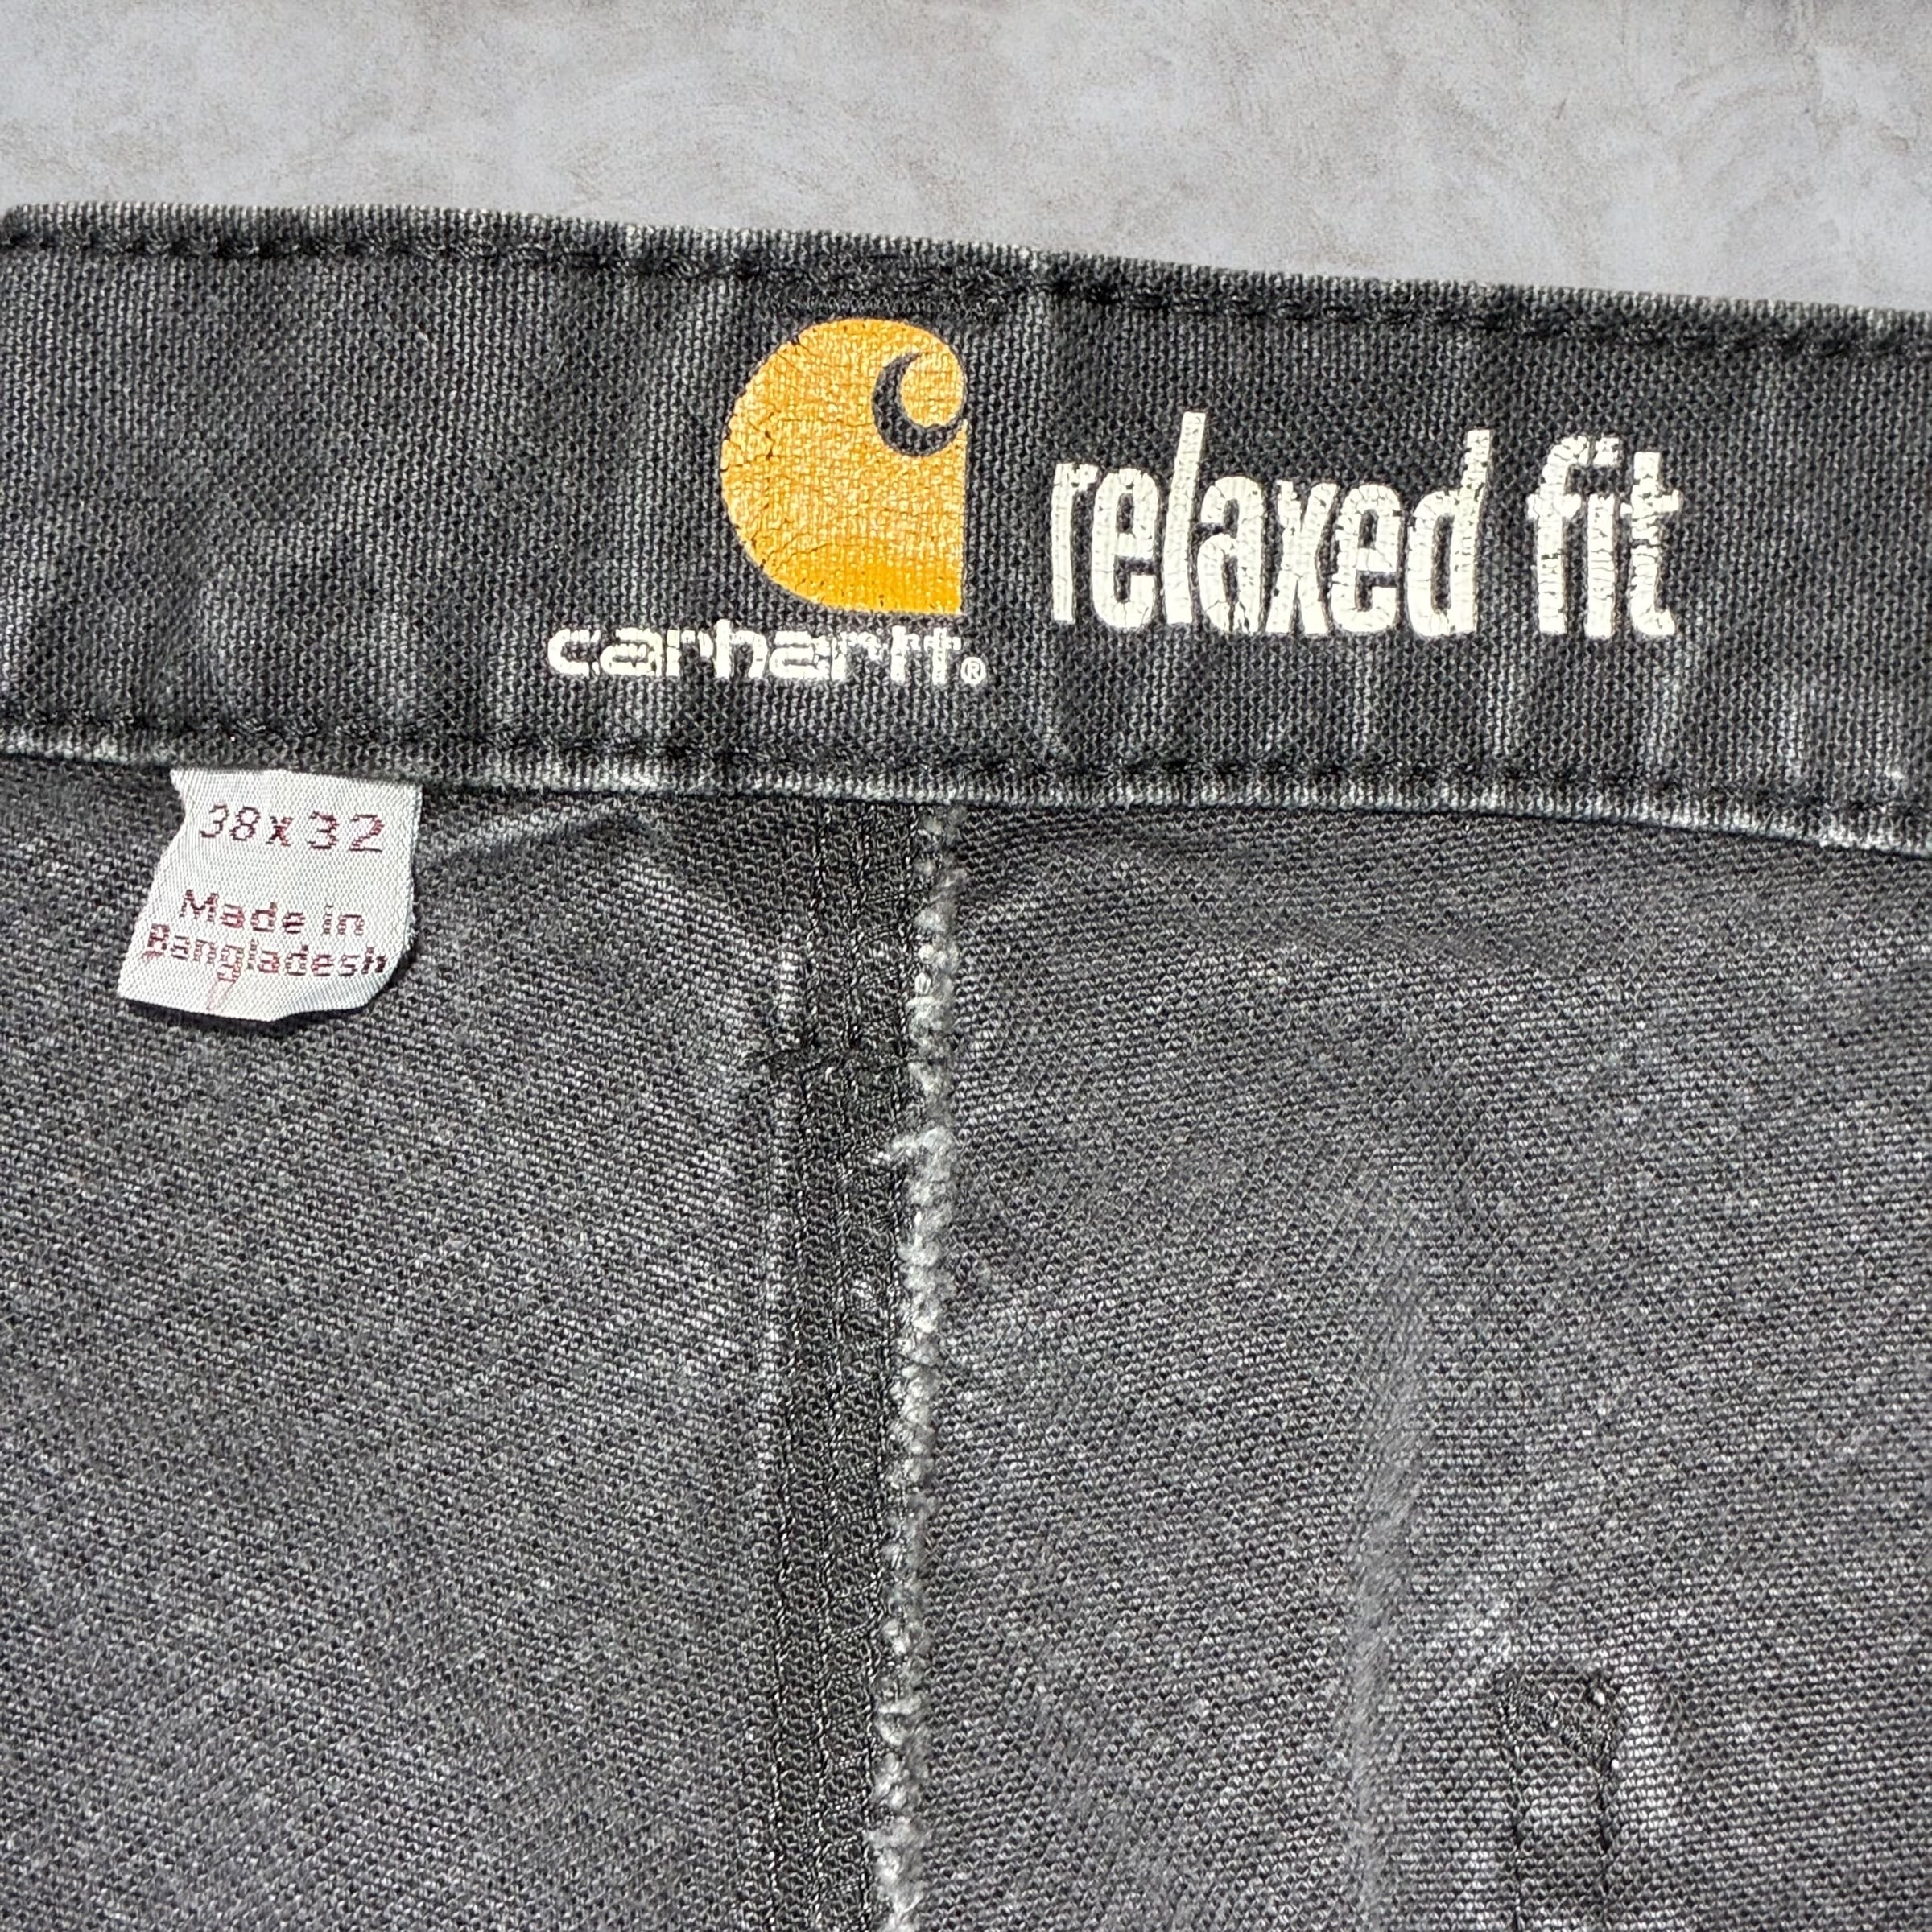 carhartt®
relaxed fit
38x32
Made in
Bangladesh